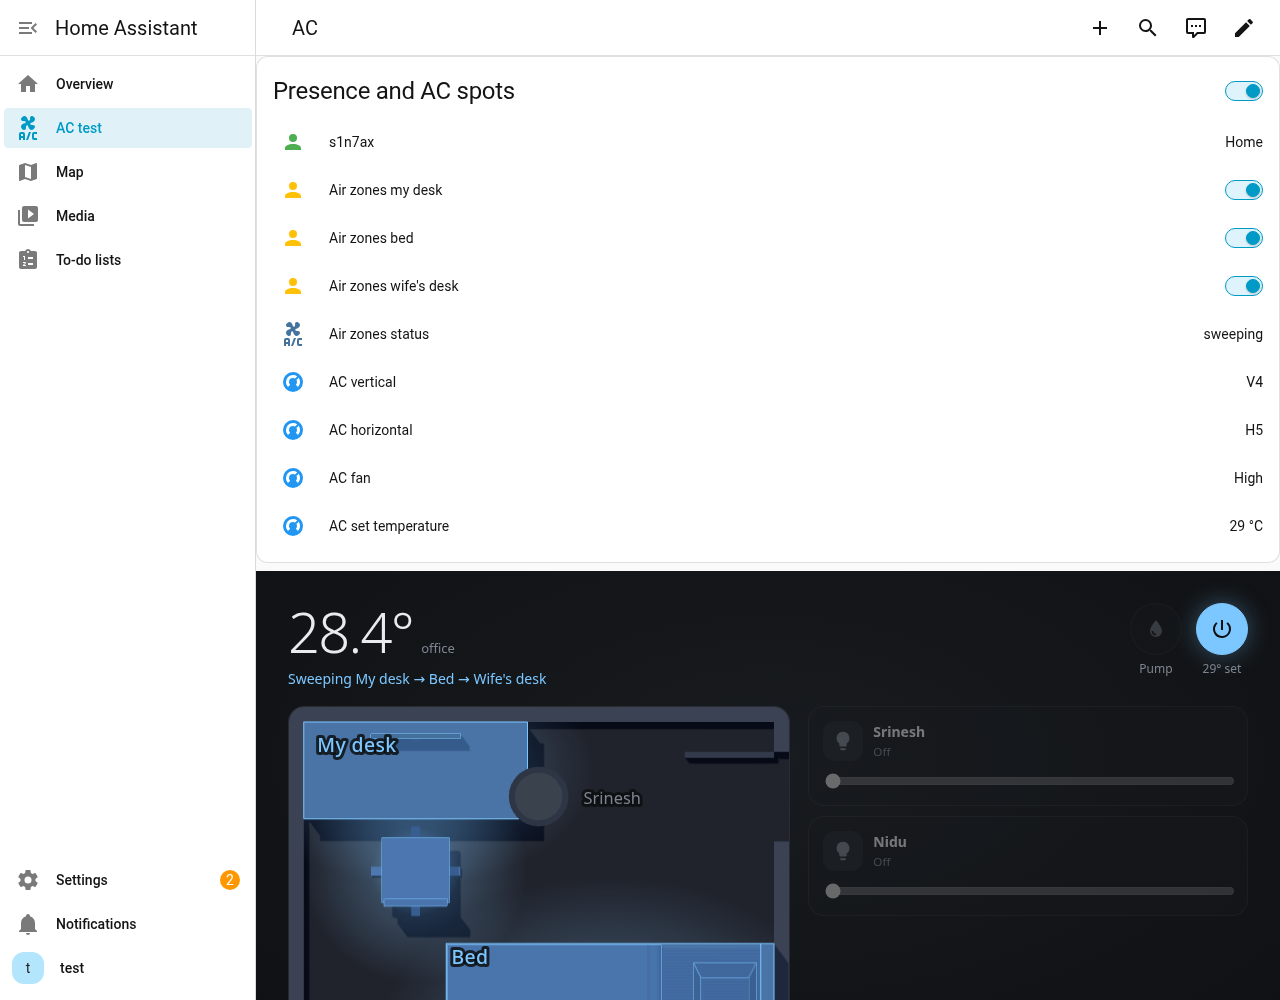 Home Assistant
AC
Overview
AC test
Map
Media
To-do lists
Settings
2
Notifications
t
test
Presence and AC spots
s1n7ax
Home
Air zones my desk
Air zones bed
Air zones wife's desk
Air zones status
sweeping
AC vertical
V4
AC horizontal
H5
AC fan
High
AC set temperature
29 °C
28.4° office
Sweeping My desk → Bed → Wife's desk
Pump
29° set
My desk
Srinesh
Bed
Srinesh
Off
Nidu
Off